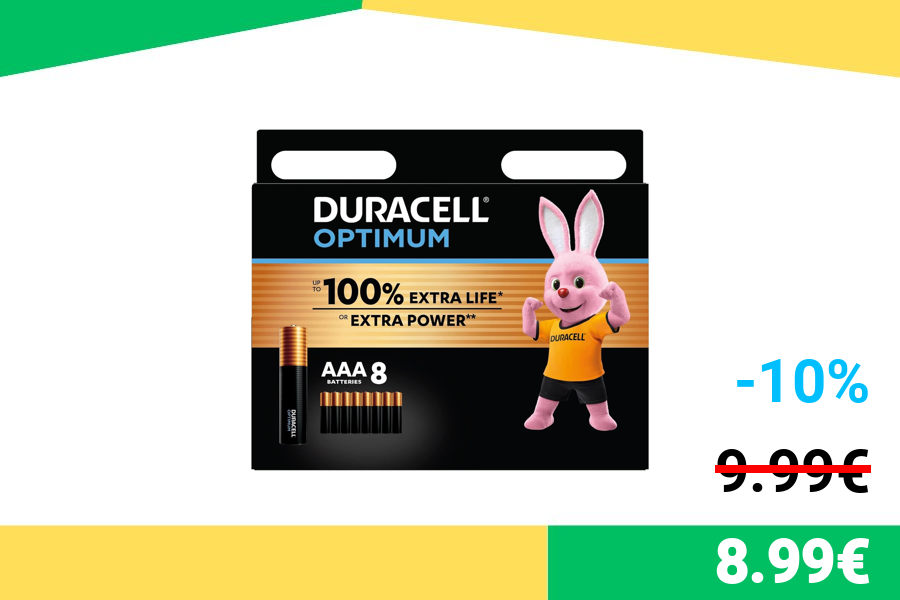 DURACELL®
OPTIMUM
UP TO 100% EXTRA LIFE*
OR EXTRA POWER**
DURACELL
AAA 8
BATTERIES
DURACELL
OPTIMUM
-10%
9.99€
8.99€